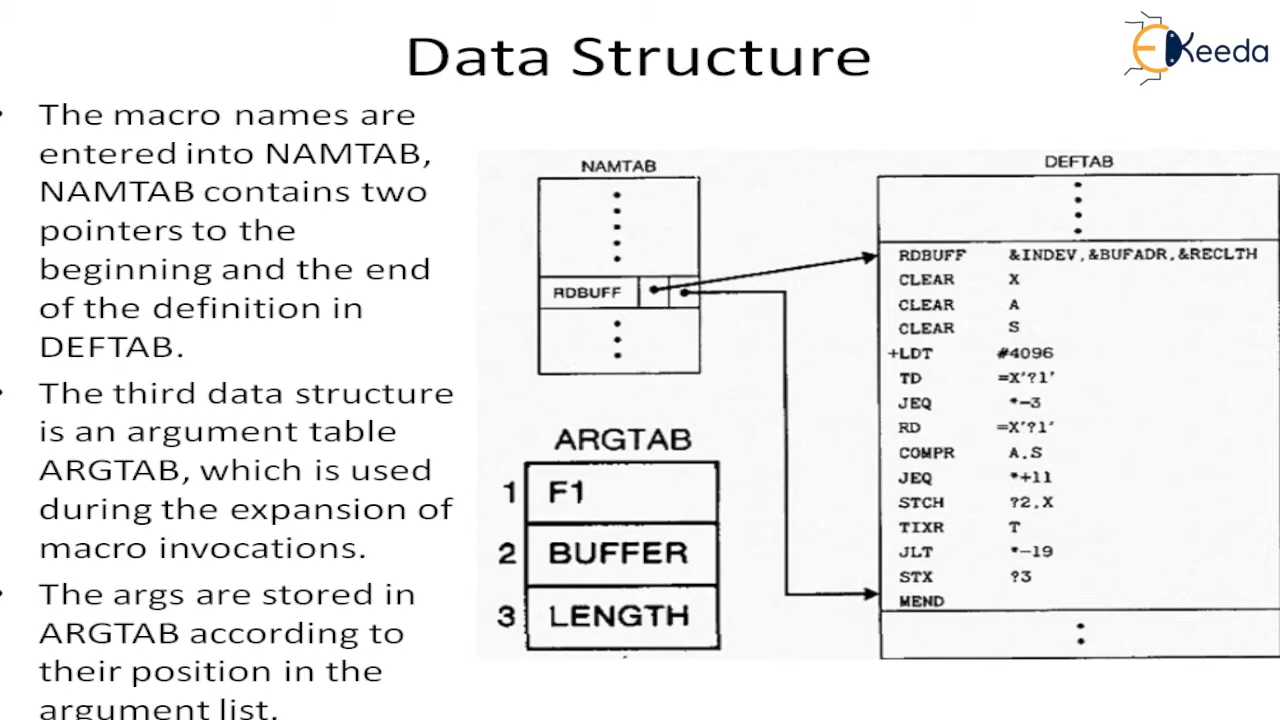 Data Structure
EKeeda
• The macro names are
entered into NAMTAB,
NAMTAB contains two
pointers to the
beginning and the end
of the definition in
DEFTAB.
• The third data structure
is an argument table
ARGTAB, which is used
during the expansion of
macro invocations.
• The args are stored in
ARGTAB according to
their position in the
argument list.
NAMTAB
RDBUFF
ARGTAB
1 F1
2 BUFFER
3 LENGTH
DEFTAB
RDBUFF &INDEV,&BUFADR,&RECLTH
CLEAR X
CLEAR A
CLEAR S
+LDT #4096
TD =X'?1'
JEQ *-3
RD =X'?1'
COMPR A.S
JEQ *+11
STCH ?2,X
TIXR T
JLT *-19
STX ?3
MEND